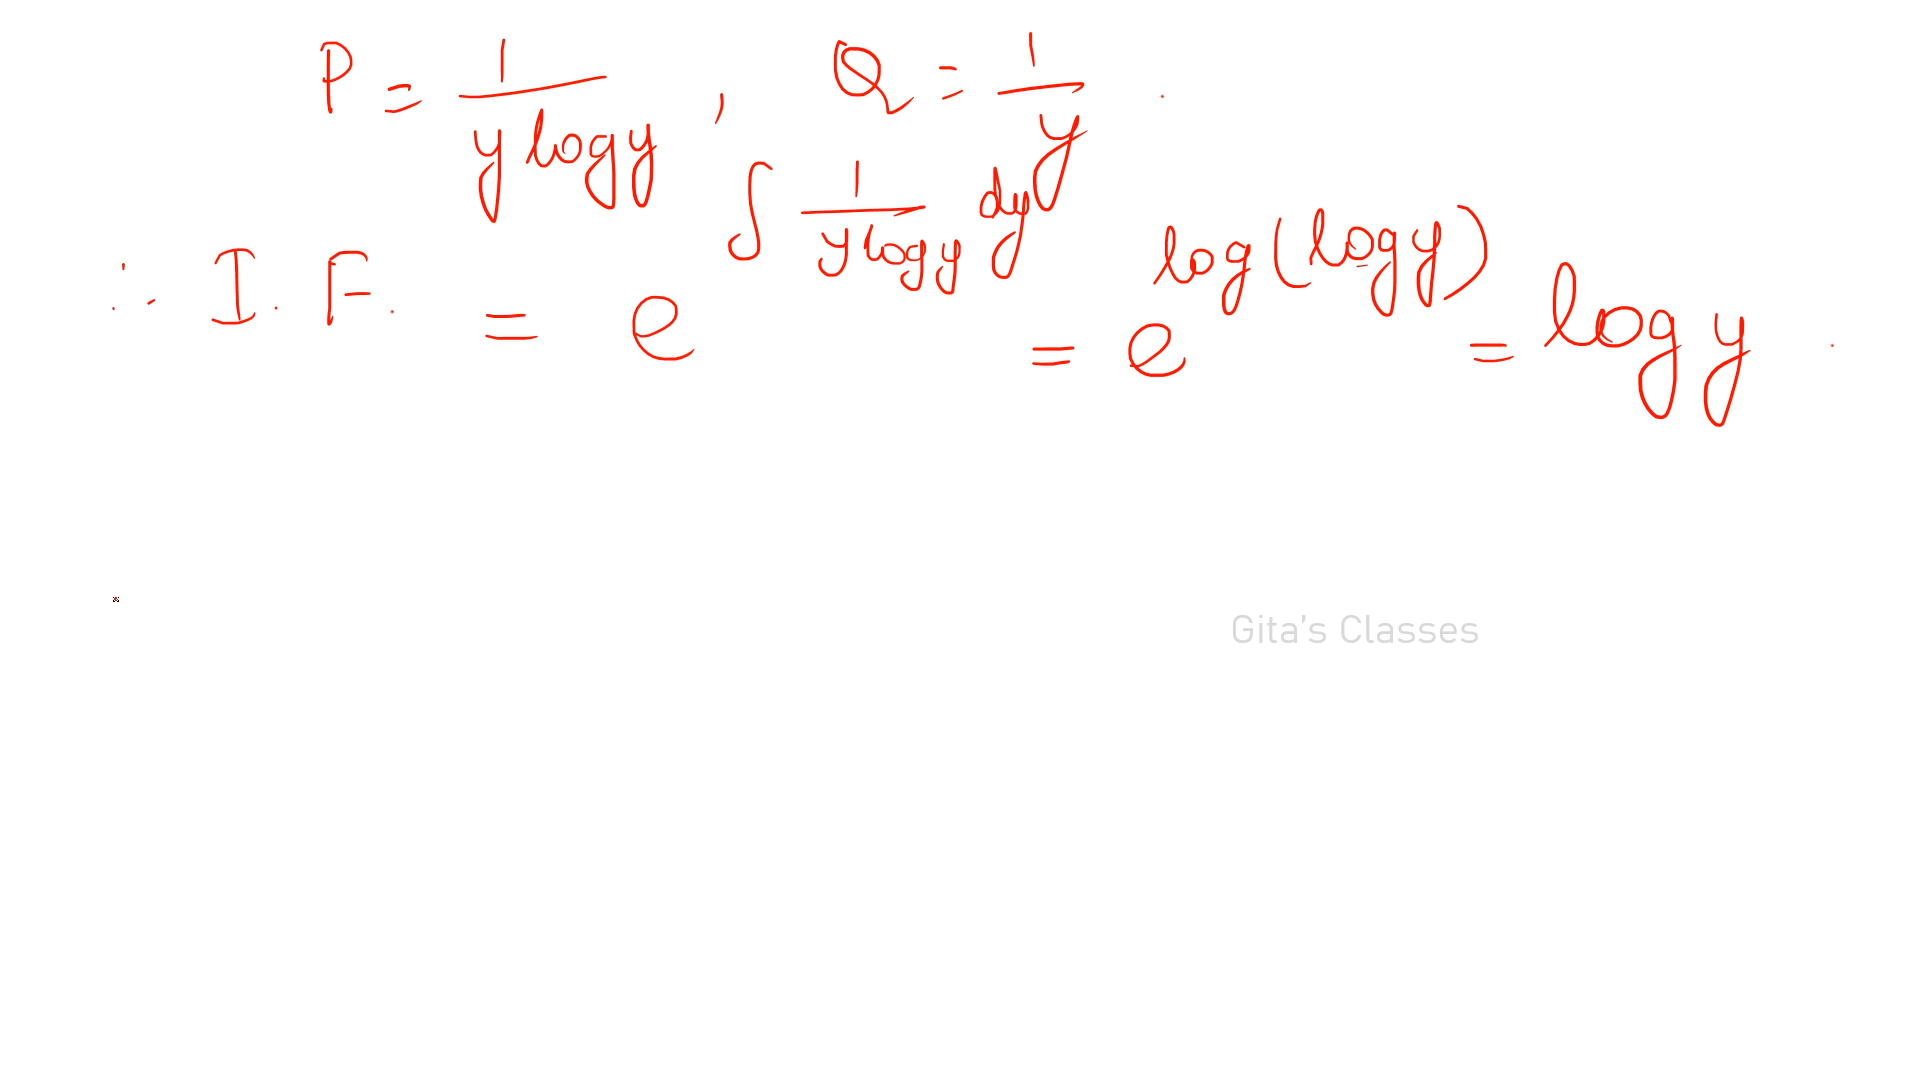 P = 1/(y log y) , Q = 1/y .
∴ I. F. = e^(∫ 1/(y log y) dy) = e^(log(log y)) = log y .
Gita's Classes